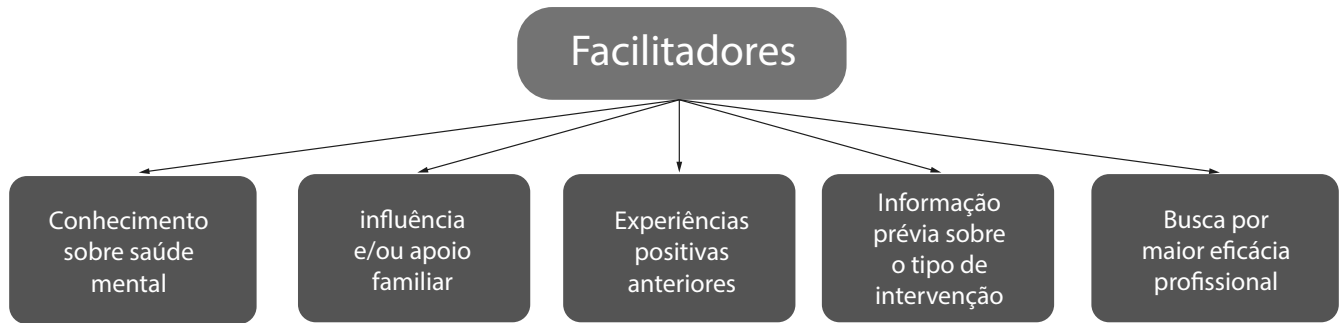 Facilitadores
Conhecimento
sobre saúde
mental
influência
e/ou apoio
familiar
Experiências
positivas
anteriores
Informação
prévia sobre
o tipo de
intervenção
Busca por
maior eficácia
profissional